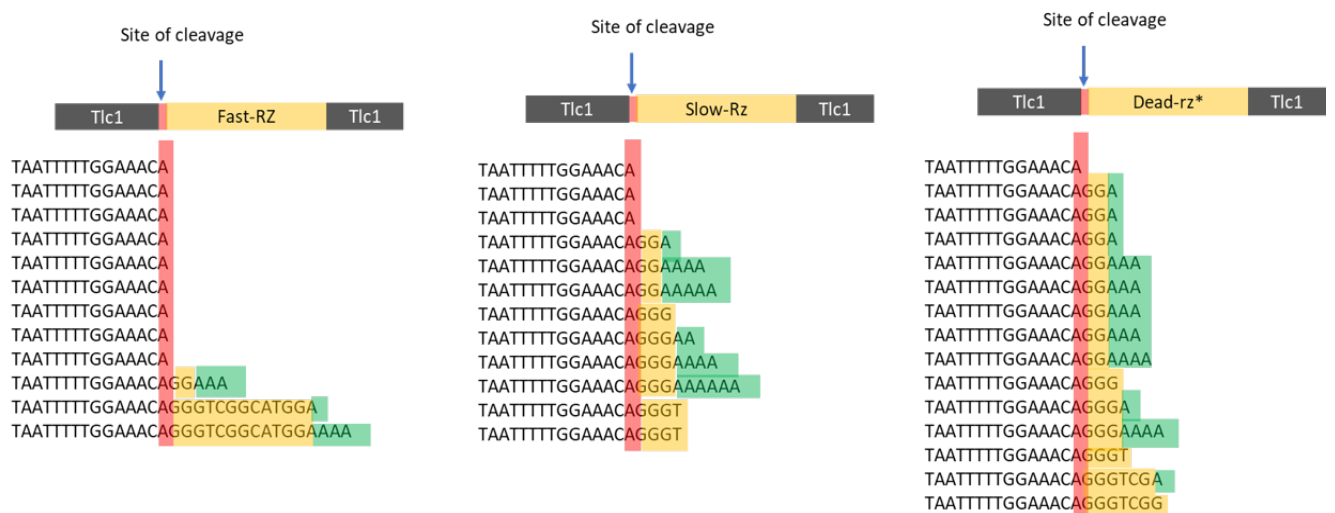 Site of cleavage
Tlc1 Fast-RZ Tlc1
TAATTTTTGGAAACA
TAATTTTTGGAAACA
TAATTTTTGGAAACA
TAATTTTTGGAAACA
TAATTTTTGGAAACA
TAATTTTTGGAAACA
TAATTTTTGGAAACA
TAATTTTTGGAAACA
TAATTTTTGGAAACA
TAATTTTTGGAAACAGGAAA
TAATTTTTGGAAACAGGGTCGGCATGGA
TAATTTTTGGAAACAGGGTCGGCATGGAAAA
Site of cleavage
Tlc1 Slow-Rz Tlc1
TAATTTTTGGAAACA
TAATTTTTGGAAACA
TAATTTTTGGAAACA
TAATTTTTGGAAACAGGA
TAATTTTTGGAAACAGGAAAA
TAATTTTTGGAAACAGGAAAAA
TAATTTTTGGAAACAGGG
TAATTTTTGGAAACAGGGAA
TAATTTTTGGAAACAGGGAAAA
TAATTTTTGGAAACAGGGAAAAAA
TAATTTTTGGAAACAGGGT
TAATTTTTGGAAACAGGGT
Site of cleavage
Tlc1 Dead-rz* Tlc1
TAATTTTTGGAAACA
TAATTTTTGGAAACAGGA
TAATTTTTGGAAACAGGA
TAATTTTTGGAAACAGGA
TAATTTTTGGAAACAGGAAA
TAATTTTTGGAAACAGGAAA
TAATTTTTGGAAACAGGAAA
TAATTTTTGGAAACAGGAAA
TAATTTTTGGAAACAGGAAAA
TAATTTTTGGAAACAGGG
TAATTTTTGGAAACAGGGA
TAATTTTTGGAAACAGGGAAAA
TAATTTTTGGAAACAGGGT
TAATTTTTGGAAACAGGGTCGA
TAATTTTTGGAAACAGGGTCGG